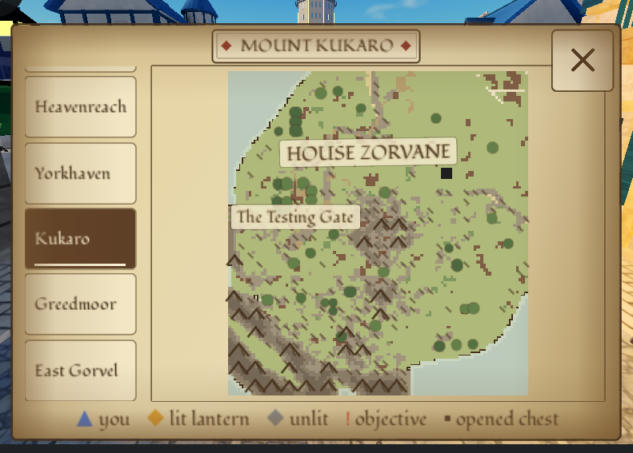 MOUNT KUKARO
Heavenreach
Yorkhaven
Kukaro
Greedmoor
East Gorvel
HOUSE ZORVANE
The Testing Gate
you lit lantern unlit ! objective opened chest